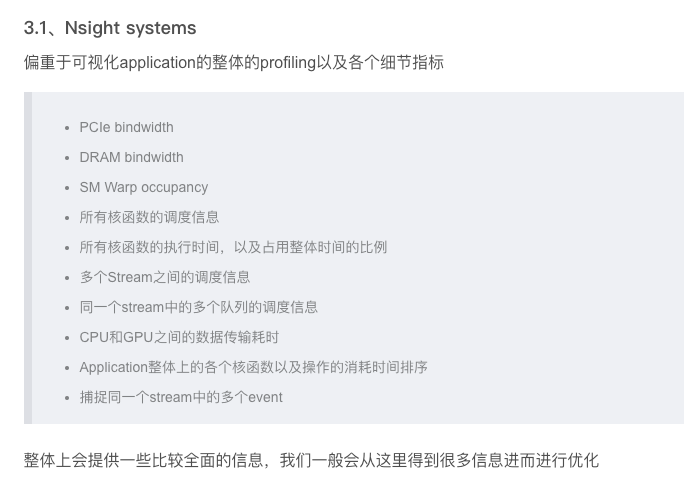 3.1、Nsight systems
偏重于可视化application的整体的profiling以及各个细节指标
• PCIe bindwidth
• DRAM bindwidth
• SM Warp occupancy
• 所有核函数的调度信息
• 所有核函数的执行时间，以及占用整体时间的比例
• 多个Stream之间的调度信息
• 同一个stream中的多个队列的调度信息
• CPU和GPU之间的数据传输耗时
• Application整体上的各个核函数以及操作的消耗时间排序
• 捕捉同一个stream中的多个event
整体上会提供一些比较全面的信息，我们一般会从这里得到很多信息进而进行优化